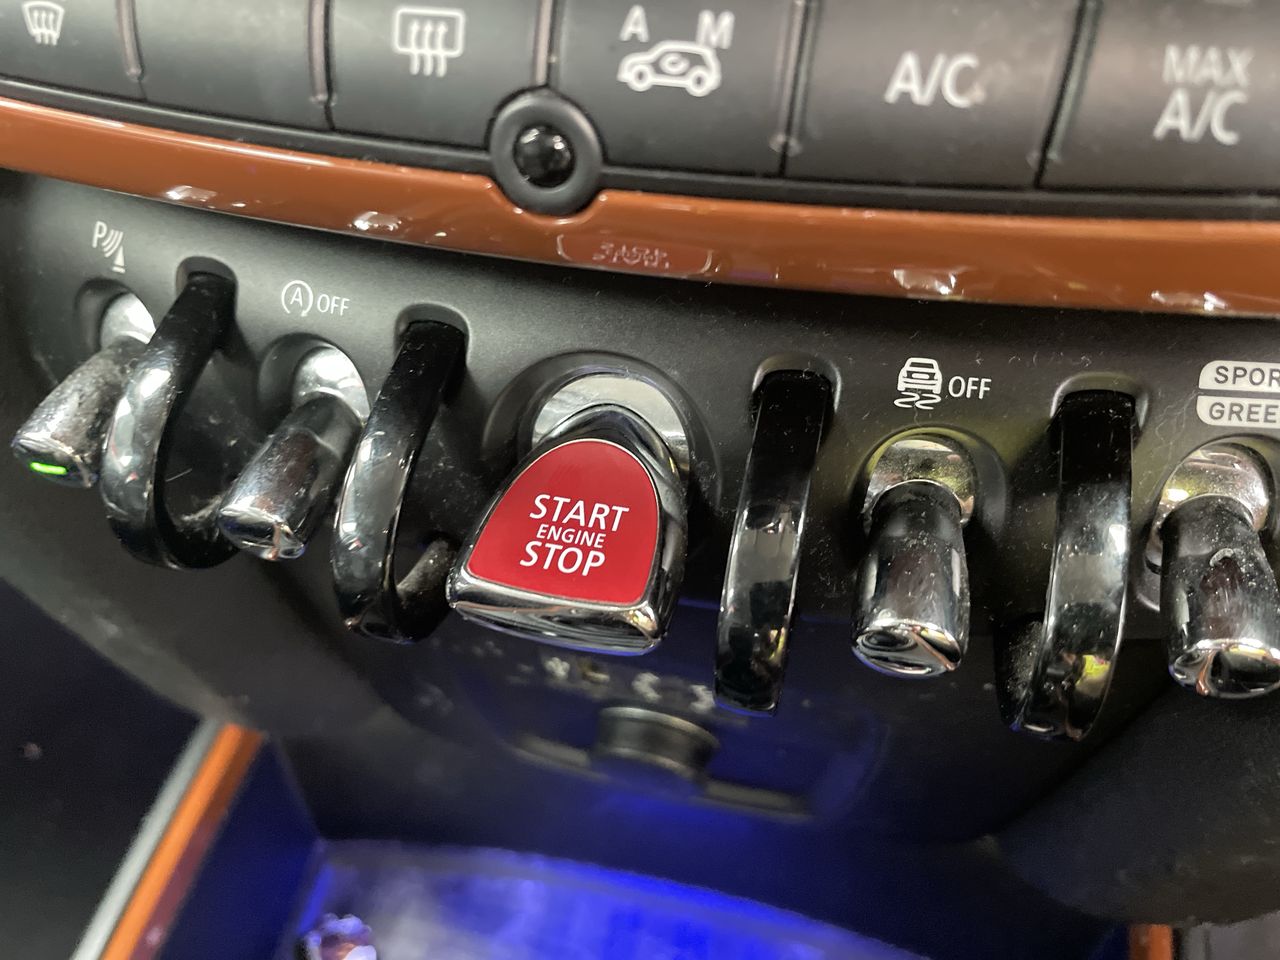 A M
A/C
MAX
A/C
P
A OFF
OFF
SPOR
GREE
START
ENGINE
STOP